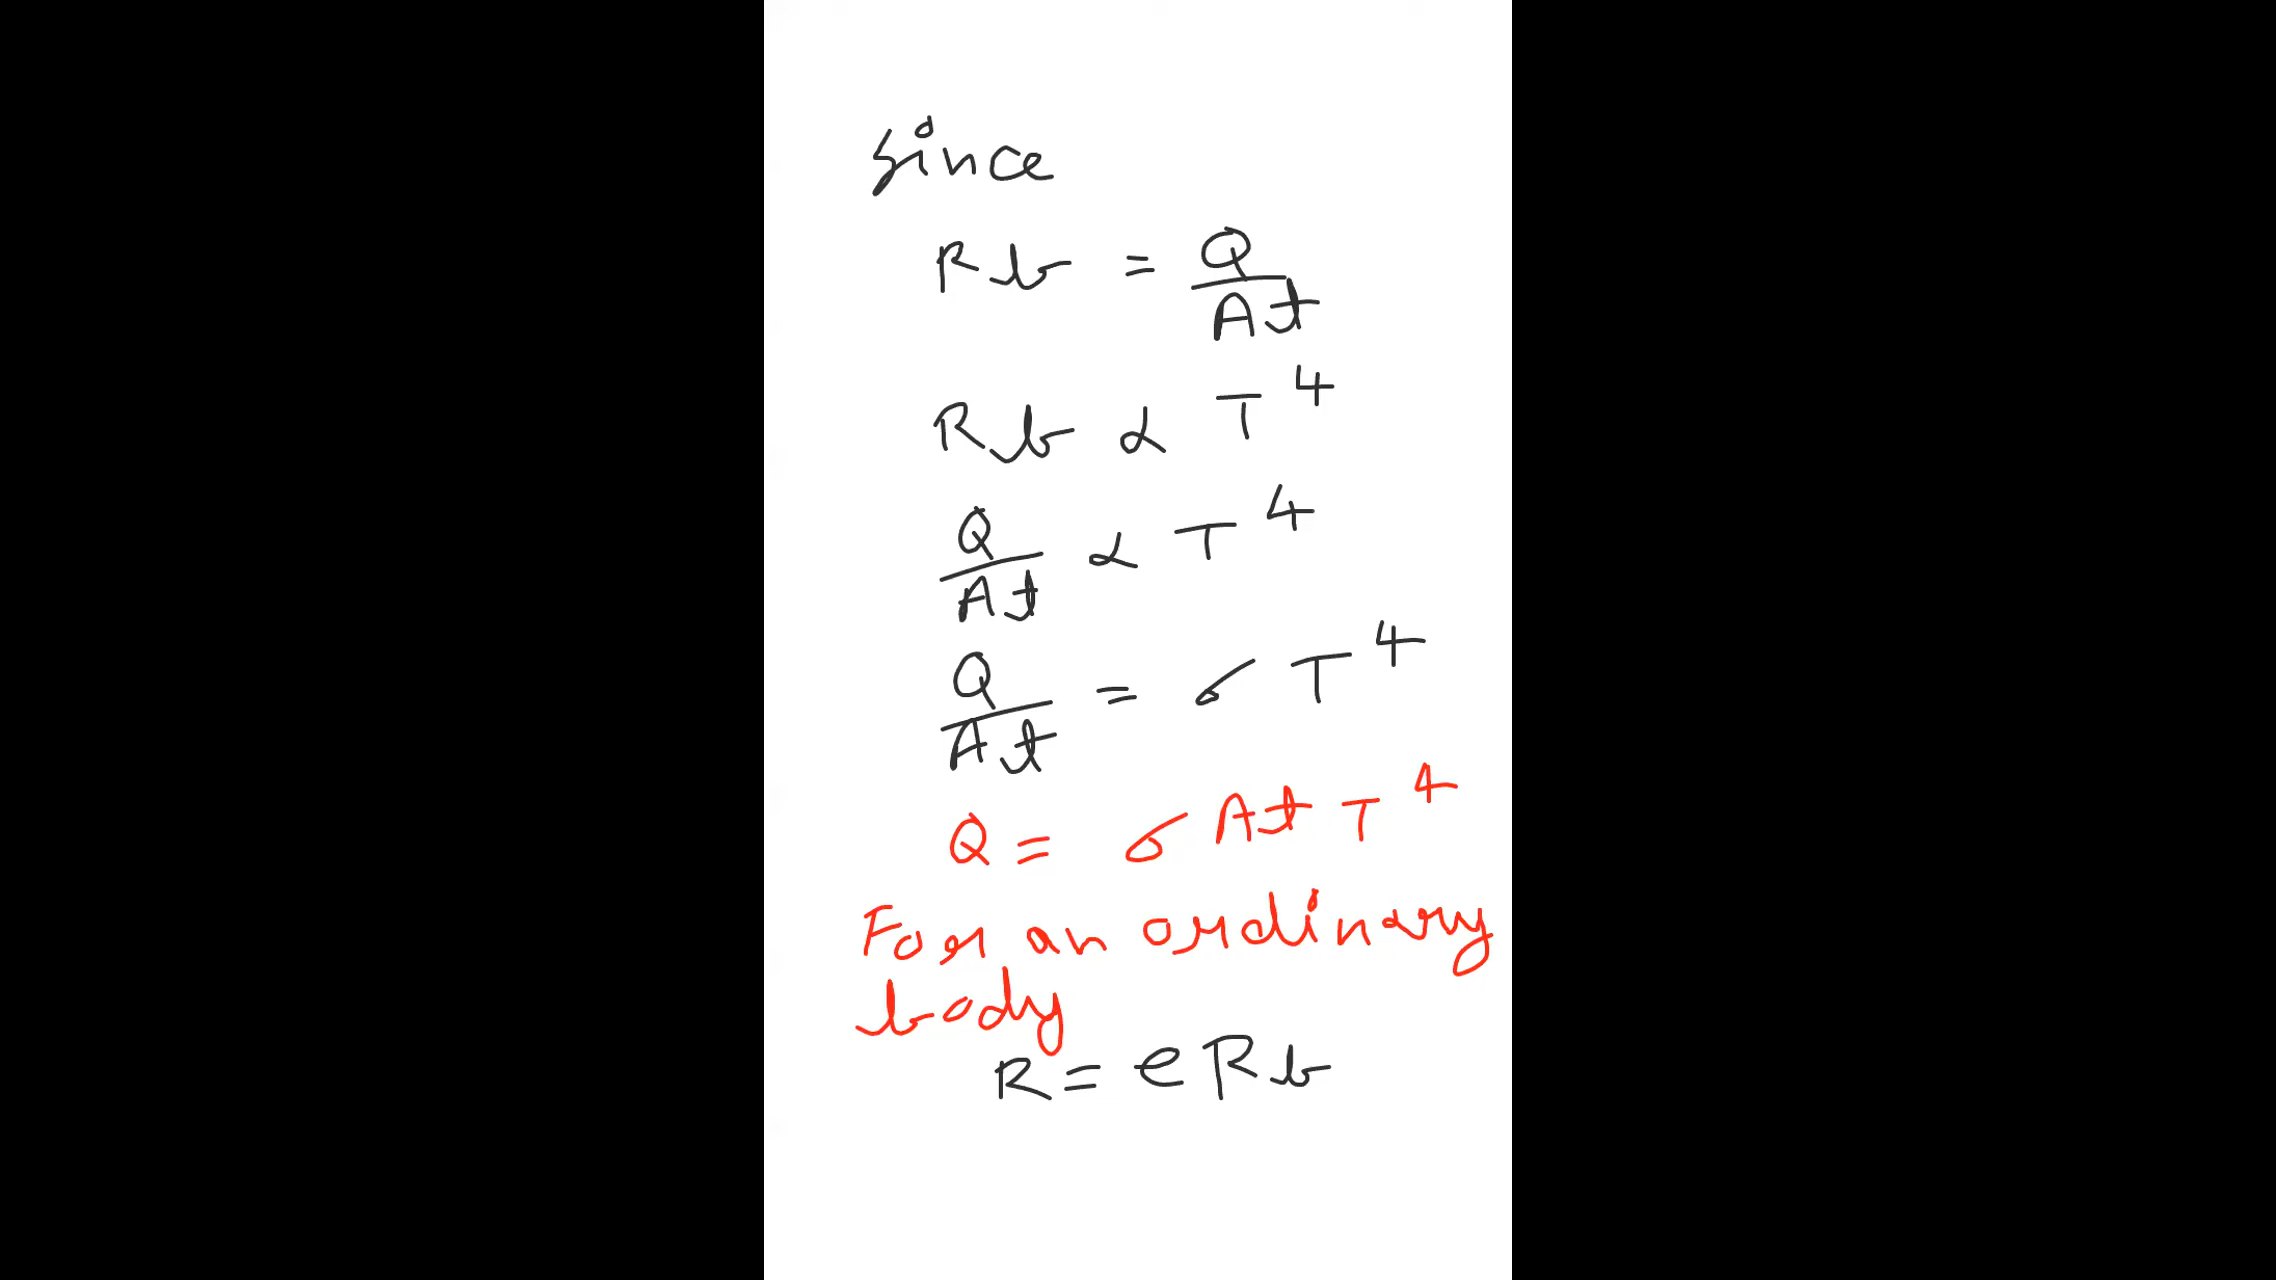 Since
Rb = Q/At
Rb ∝ T⁴
Q/At ∝ T⁴
Q/At = σ T⁴
Q = σ At T⁴
For an ordinary
body
R = e Rb